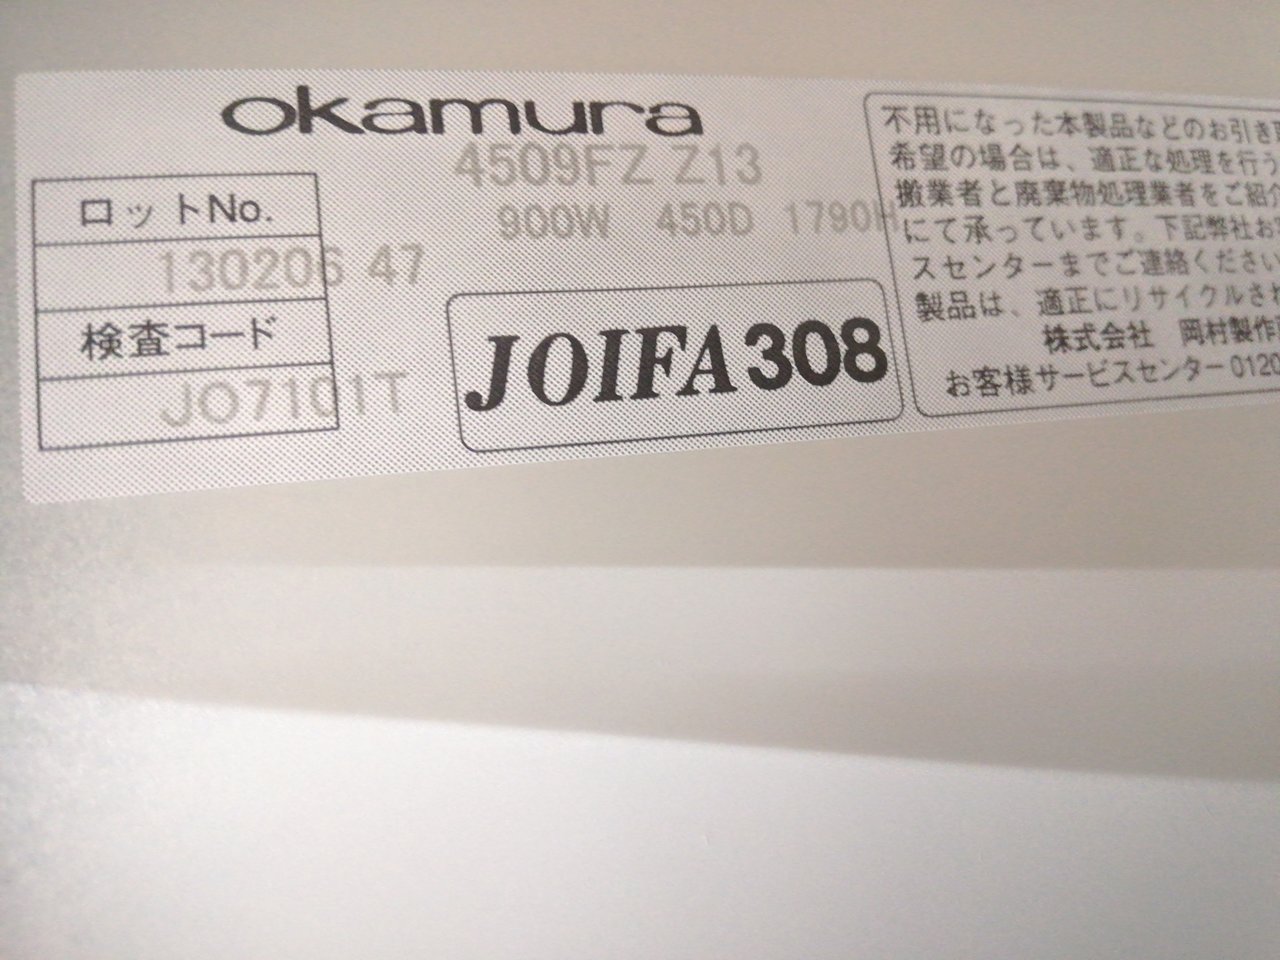 okamura
4509FZ Z13
900W 450D 1790H
ロットNo.
130206 47
検査コード
JO7101T
JOIFA308
不用になった本製品などのお引き
希望の場合は、適正な処理を行う
搬業者と廃棄物処理業者をご紹介
にて承っています。下記弊社お
スセンターまでご連絡ください
製品は、適正にリサイクルさ
株式会社 岡村製作
お客様サービスセンター0120